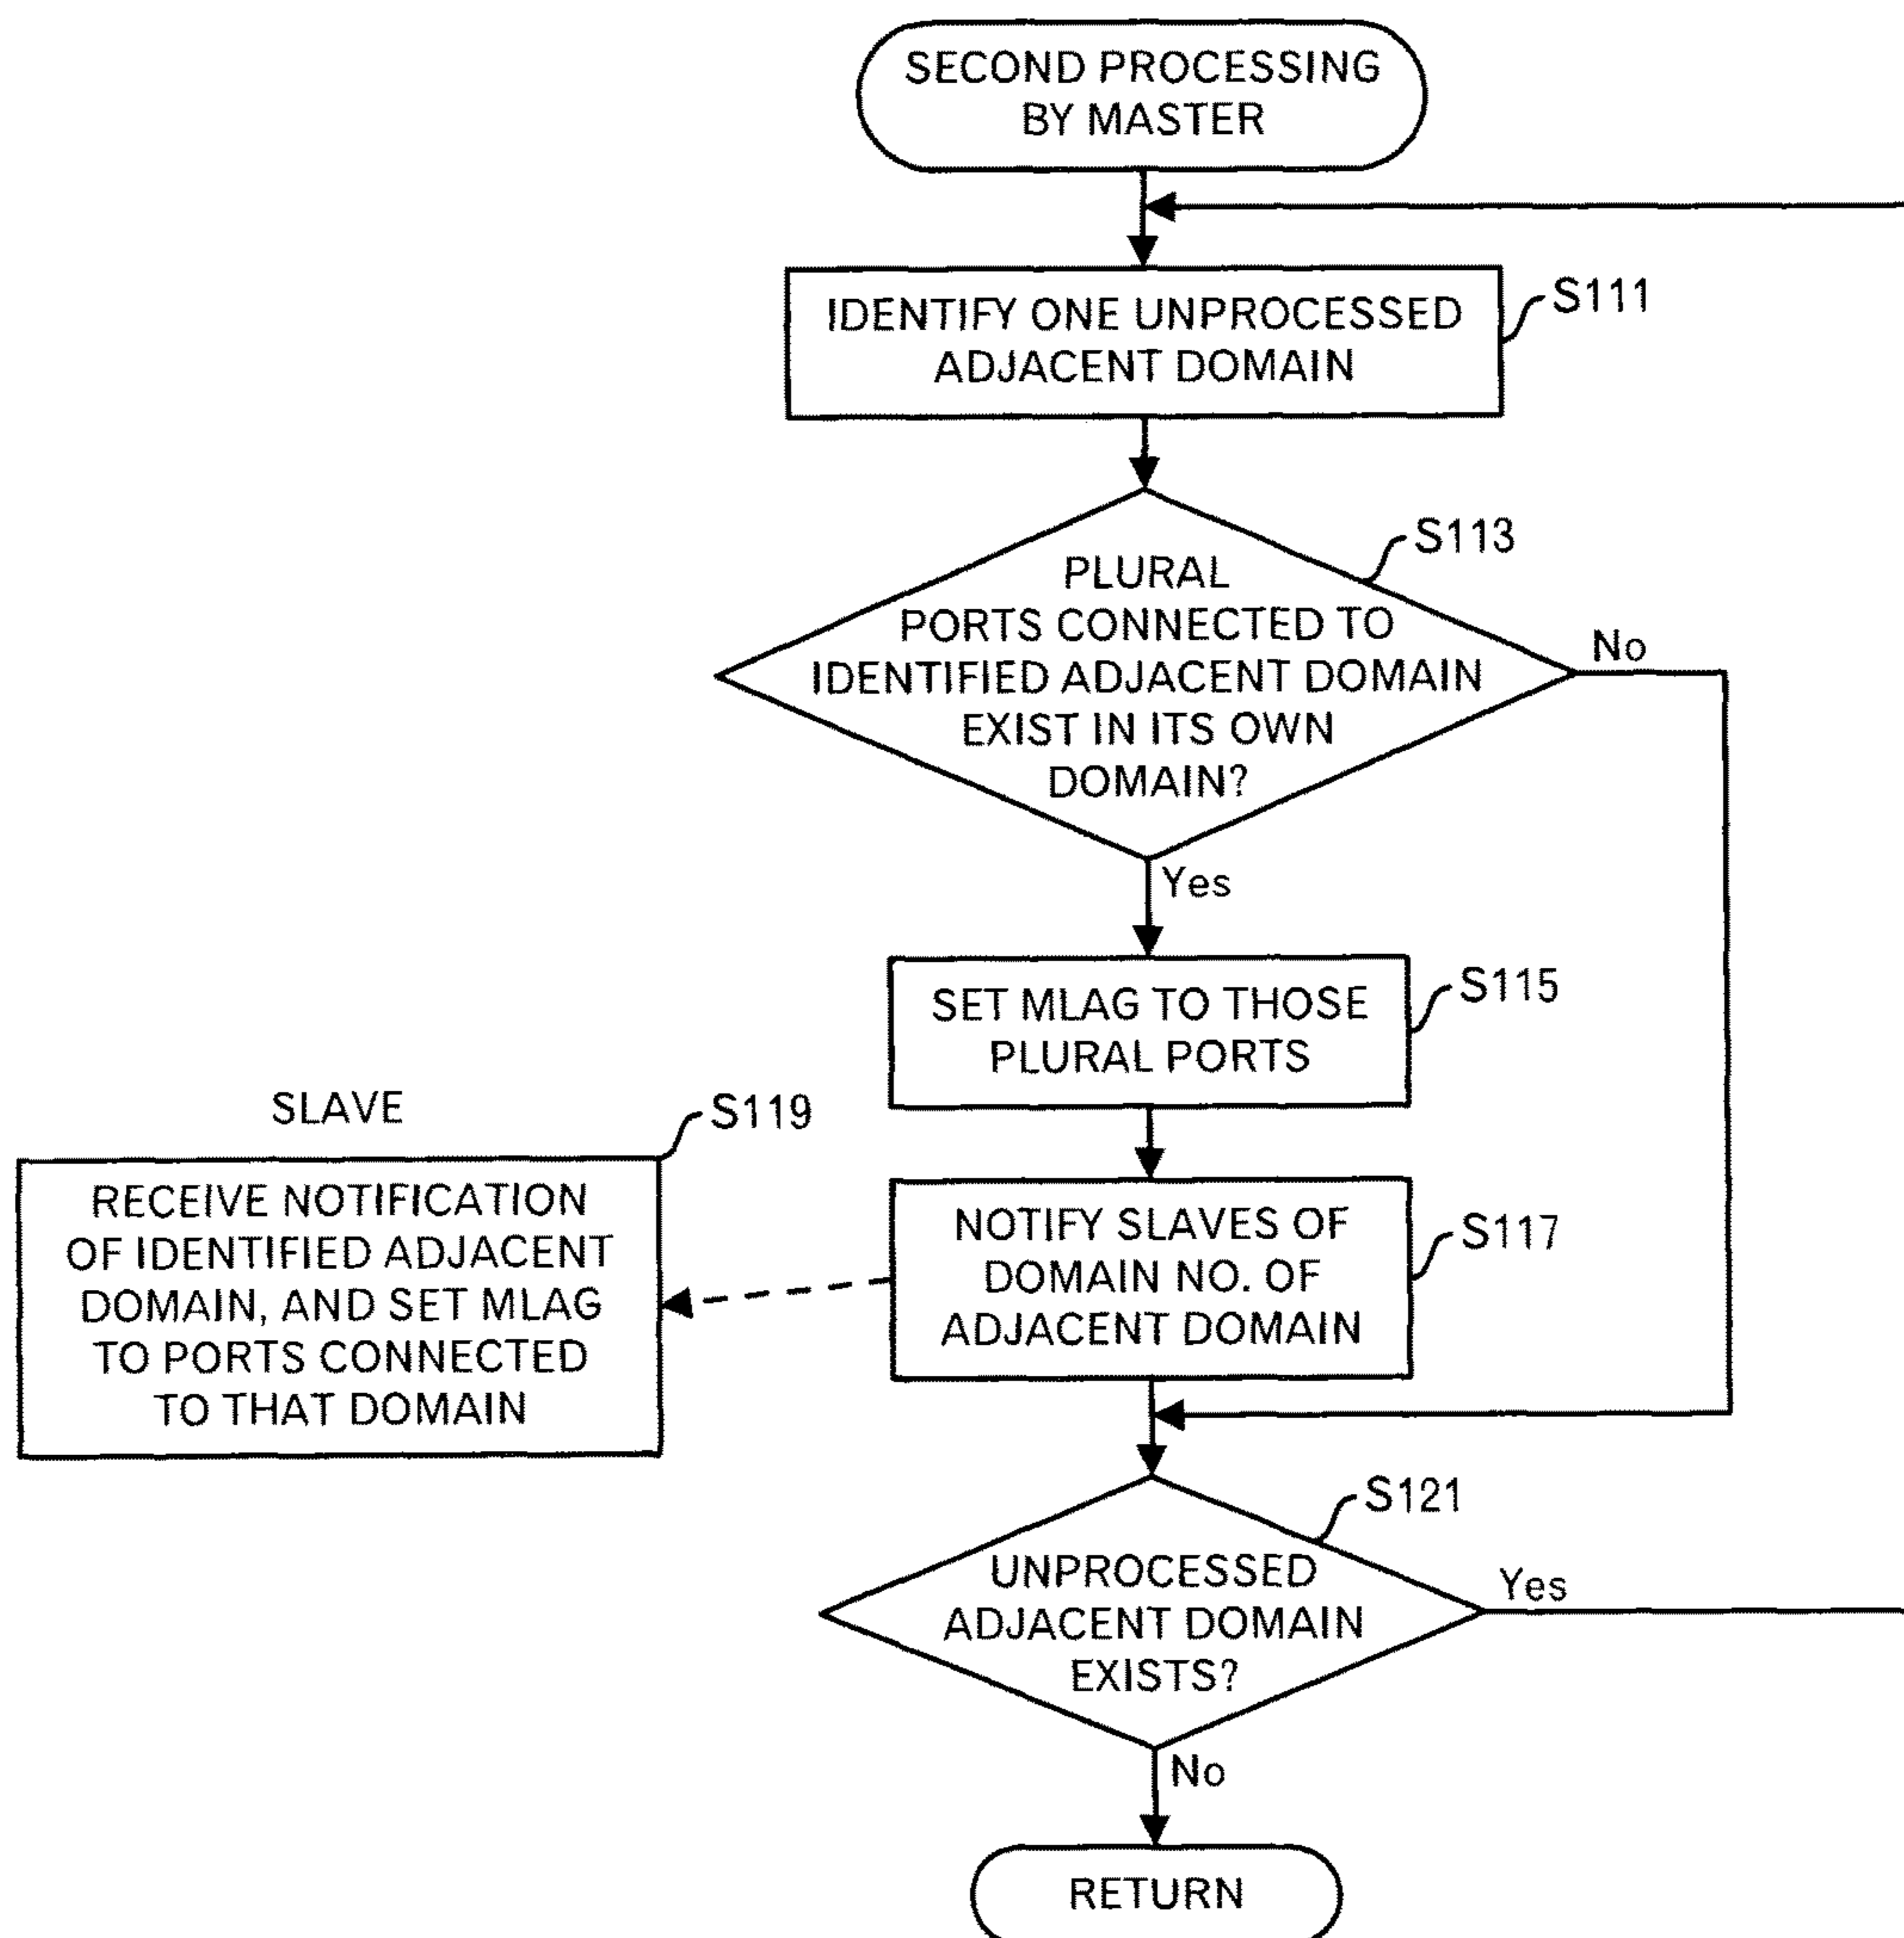 SECOND PROCESSING
BY MASTER
IDENTIFY ONE UNPROCESSED
ADJACENT DOMAIN
S111
PLURAL
PORTS CONNECTED TO
IDENTIFIED ADJACENT DOMAIN
EXIST IN ITS OWN
DOMAIN?
S113
No
Yes
SET MLAG TO THOSE
PLURAL PORTS
S115
NOTIFY SLAVES OF
DOMAIN NO. OF
ADJACENT DOMAIN
S117
SLAVE
S119
RECEIVE NOTIFICATION
OF IDENTIFIED ADJACENT
DOMAIN, AND SET MLAG
TO PORTS CONNECTED
TO THAT DOMAIN
S121
UNPROCESSED
ADJACENT DOMAIN
EXISTS?
Yes
No
RETURN